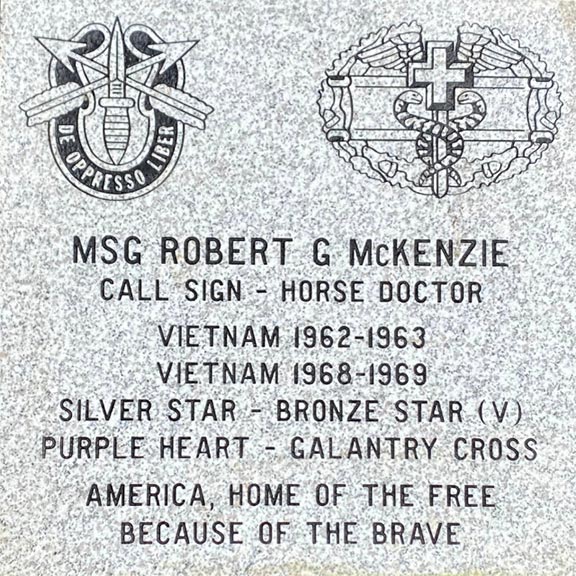 DE OPPRESSO LIBER
MSG ROBERT G McKENZIE
CALL SIGN - HORSE DOCTOR
VIETNAM 1962-1963
VIETNAM 1968-1969
SILVER STAR - BRONZE STAR (V)
PURPLE HEART - GALANTRY CROSS
AMERICA, HOME OF THE FREE
BECAUSE OF THE BRAVE